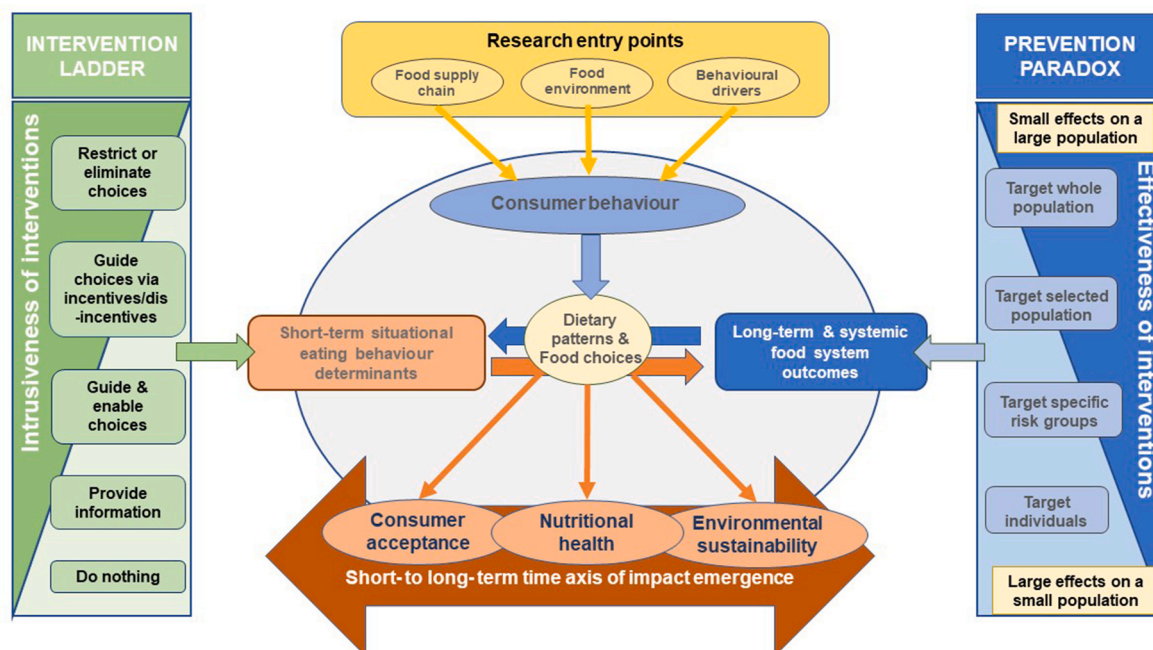 INTERVENTION
LADDER
Intrusiveness of interventions
Restrict or
eliminate
choices
Guide
choices via
incentives/dis
-incentives
Guide &
enable
choices
Provide
information
Do nothing
Research entry points
Food supply
chain
Food
environment
Behavioural
drivers
Consumer behaviour
Short-term situational
eating behaviour
determinants
Dietary
patterns &
Food choices
Long-term & systemic
food system
outcomes
Consumer
acceptance
Nutritional
health
Environmental
sustainability
Short- to long-term time axis of impact emergence
PREVENTION
PARADOX
Small effects on a
large population
Effectiveness of interventions
Target whole
population
Target selected
population
Target specific
risk groups
Target
individuals
Large effects on a
small population